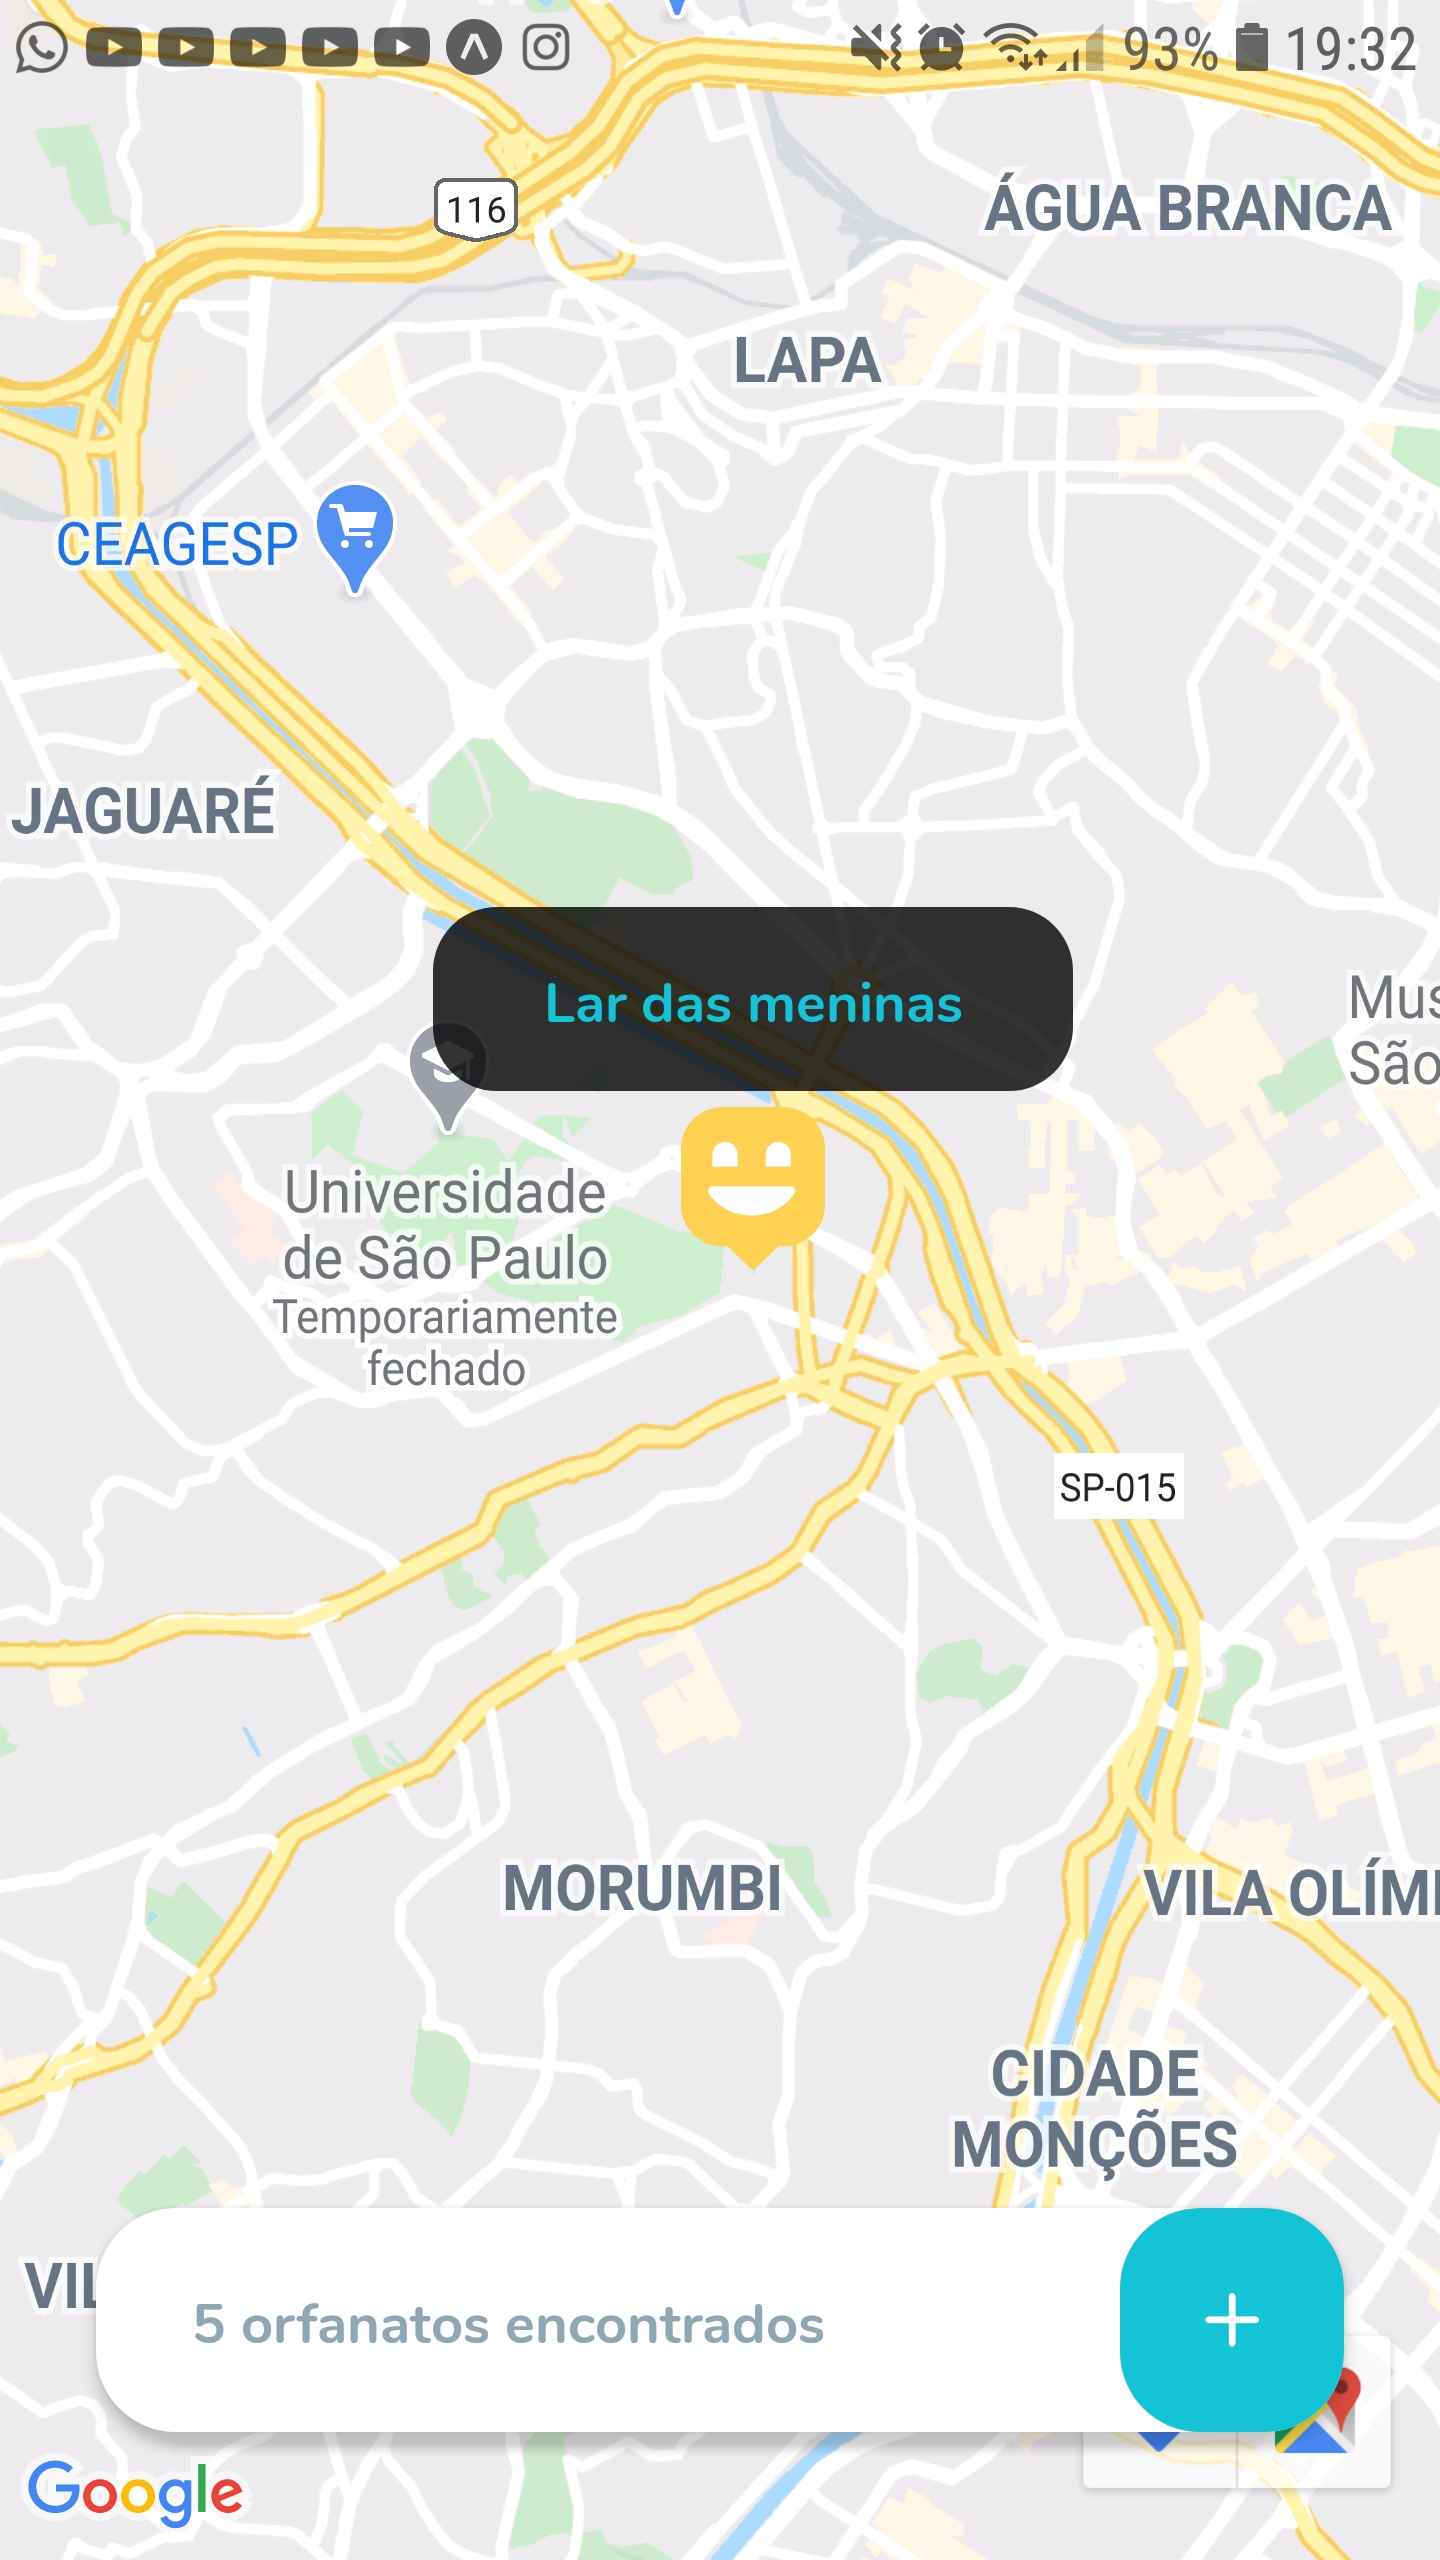 93% 19:32
116
ÁGUA BRANCA
LAPA
CEAGESP
JAGUARÉ
Mus
São
Lar das meninas
Universidade
de São Paulo
Temporariamente
fechado
SP-015
MORUMBI
VILA OLÍM
CIDADE
MONÇÕES
VIL
5 orfanatos encontrados
Google